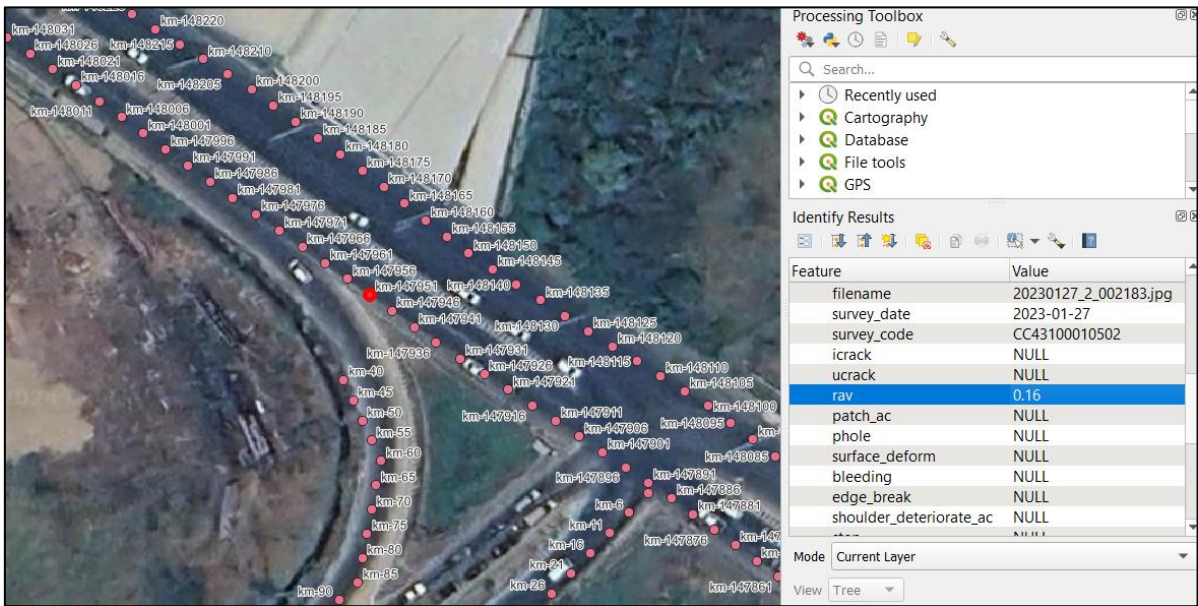 km-148220
km-148031
km-148026
km-148215
km-148210
km-148021
km-148016
km-148205
km-148200
km-148011
km-148006
km-148195
km-148001
km-148190
km-147996
km-148185
km-147991
km-148180
km-147986
km-148175
km-147981
km-148170
km-147976
km-148165
km-147971
km-148160
km-147966
km-148155
km-147961
km-148150
km-147956
km-148145
km-147951
km-148140
km-148135
km-147946
km-147941
km-148130
km-148125
km-148120
km-147936
km-147931
km-147926
km-148115
km-148110
km-40
km-147921
km-148105
km-45
km-147916
km-147911
km-148100
km-50
km-147906
km-148095
km-55
km-147901
km-60
km-148085
km-65
km-147896
km-147891
km-147886
km-70
km-6
km-147881
km-75
km-11
km-147876
km-80
km-16
km-85
km-21
km-90
km-26
km-147861
Processing Toolbox
Search...
Recently used
Cartography
Database
File tools
GPS
Identify Results
Feature Value
filename 20230127_2_002183.jpg
survey_date 2023-01-27
survey_code CC43100010502
icrack NULL
ucrack NULL
rav 0.16
patch_ac NULL
phole NULL
surface_deform NULL
bleeding NULL
edge_break NULL
shoulder_deteriorate_ac NULL
Mode Current Layer
View Tree